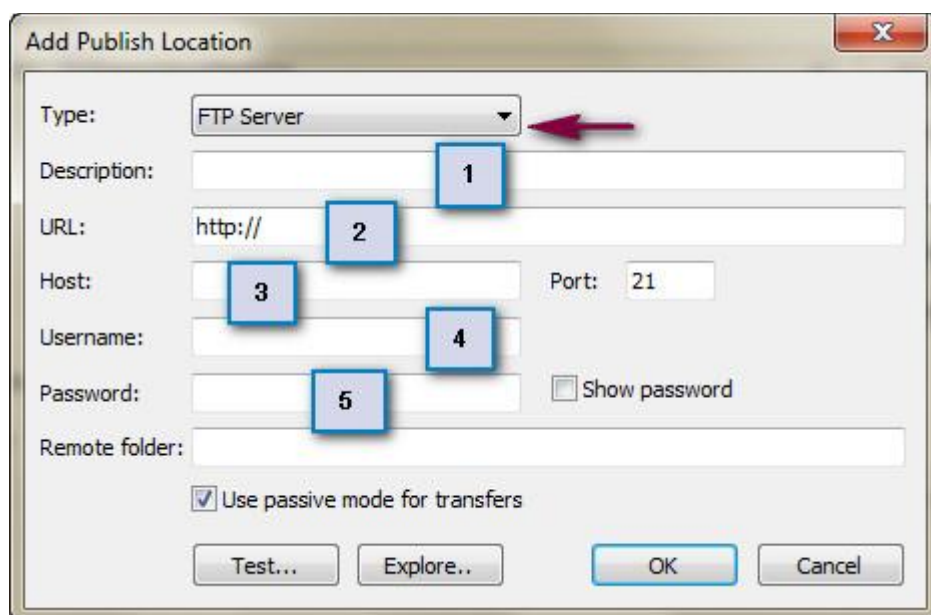 Add Publish Location
Type: FTP Server
Description: 1
URL: http:// 2
Host: 3 Port: 21
Username: 4
Password: 5 Show password
Remote folder:
Use passive mode for transfers
Test... Explore.. OK Cancel